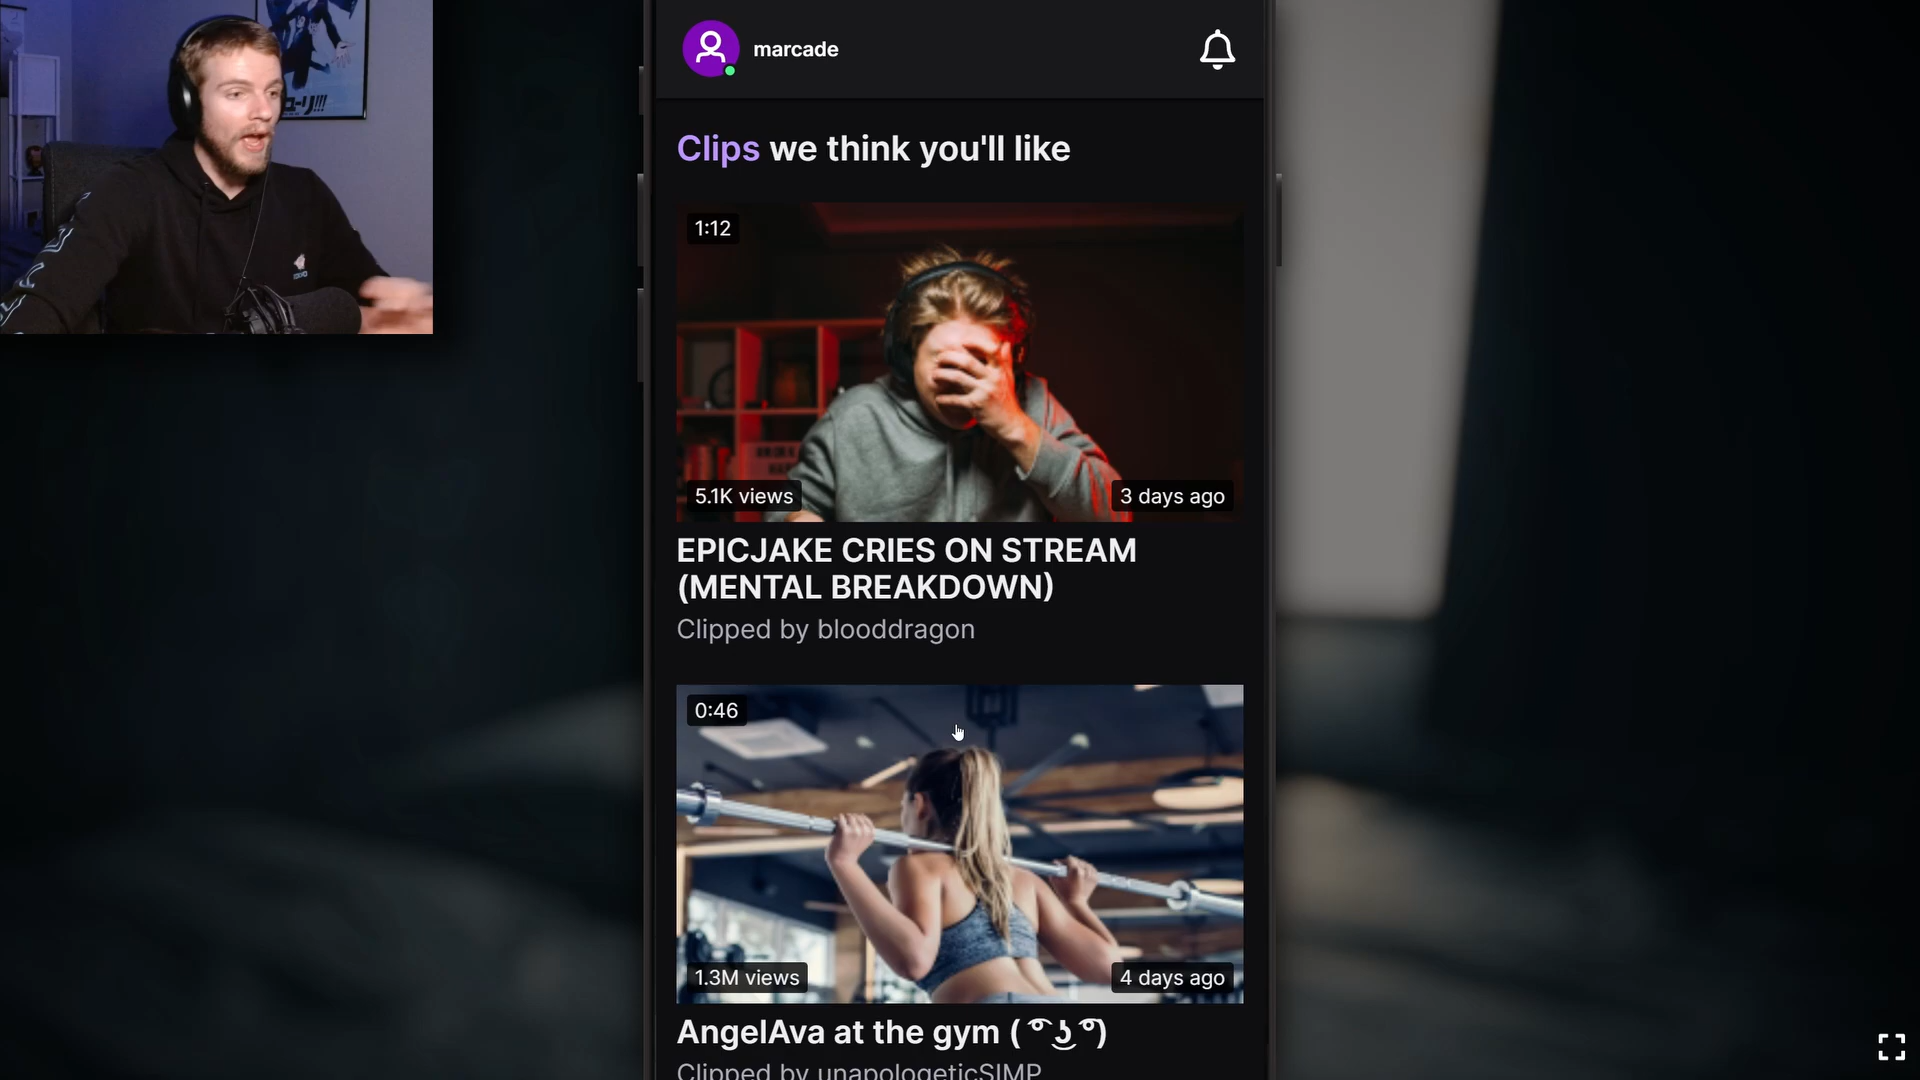 marcade
Clips we think you'll like
1:12
5.1K views
3 days ago
EPICJAKE CRIES ON STREAM
(MENTAL BREAKDOWN)
Clipped by blooddragon
0:46
1.3M views
4 days ago
AngelAva at the gym ( ͡° ͜ʖ ͡°)
Clipped by unapologeticSIMP